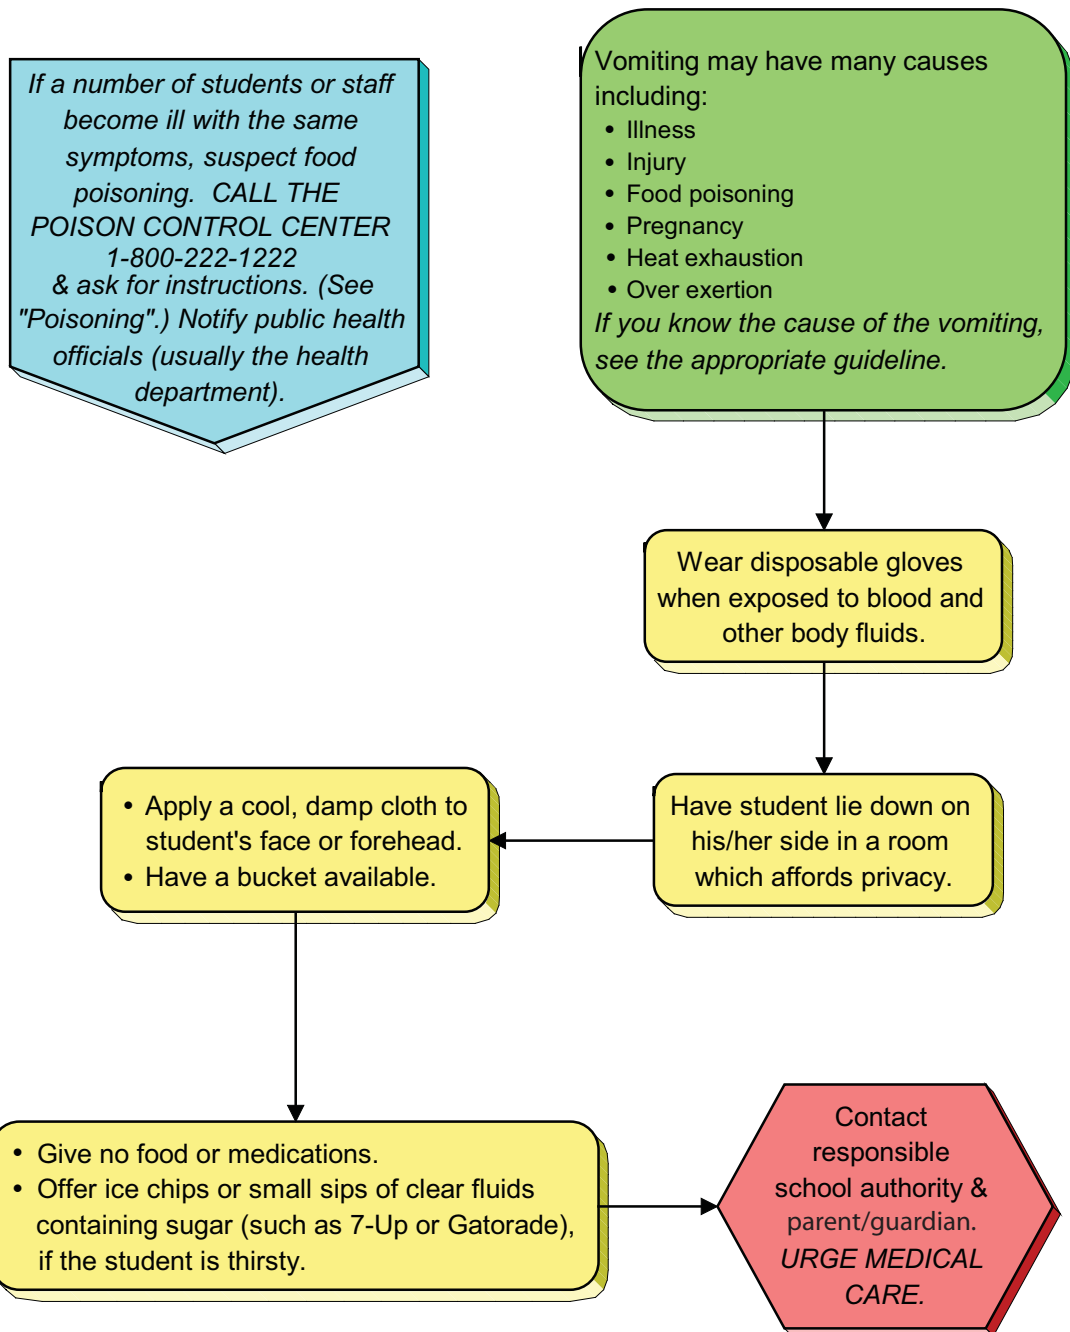 If a number of students or staff
become ill with the same
symptoms, suspect food
poisoning. CALL THE
POISON CONTROL CENTER
1-800-222-1222
& ask for instructions. (See
"Poisoning".) Notify public health
officials (usually the health
department).
Vomiting may have many causes
including:
• Illness
• Injury
• Food poisoning
• Pregnancy
• Heat exhaustion
• Over exertion
If you know the cause of the vomiting,
see the appropriate guideline.
Wear disposable gloves
when exposed to blood and
other body fluids.
Have student lie down on
his/her side in a room
which affords privacy.
• Apply a cool, damp cloth to
student's face or forehead.
• Have a bucket available.
• Give no food or medications.
• Offer ice chips or small sips of clear fluids
containing sugar (such as 7-Up or Gatorade),
if the student is thirsty.
Contact
responsible
school authority &
parent/guardian.
URGE MEDICAL
CARE.